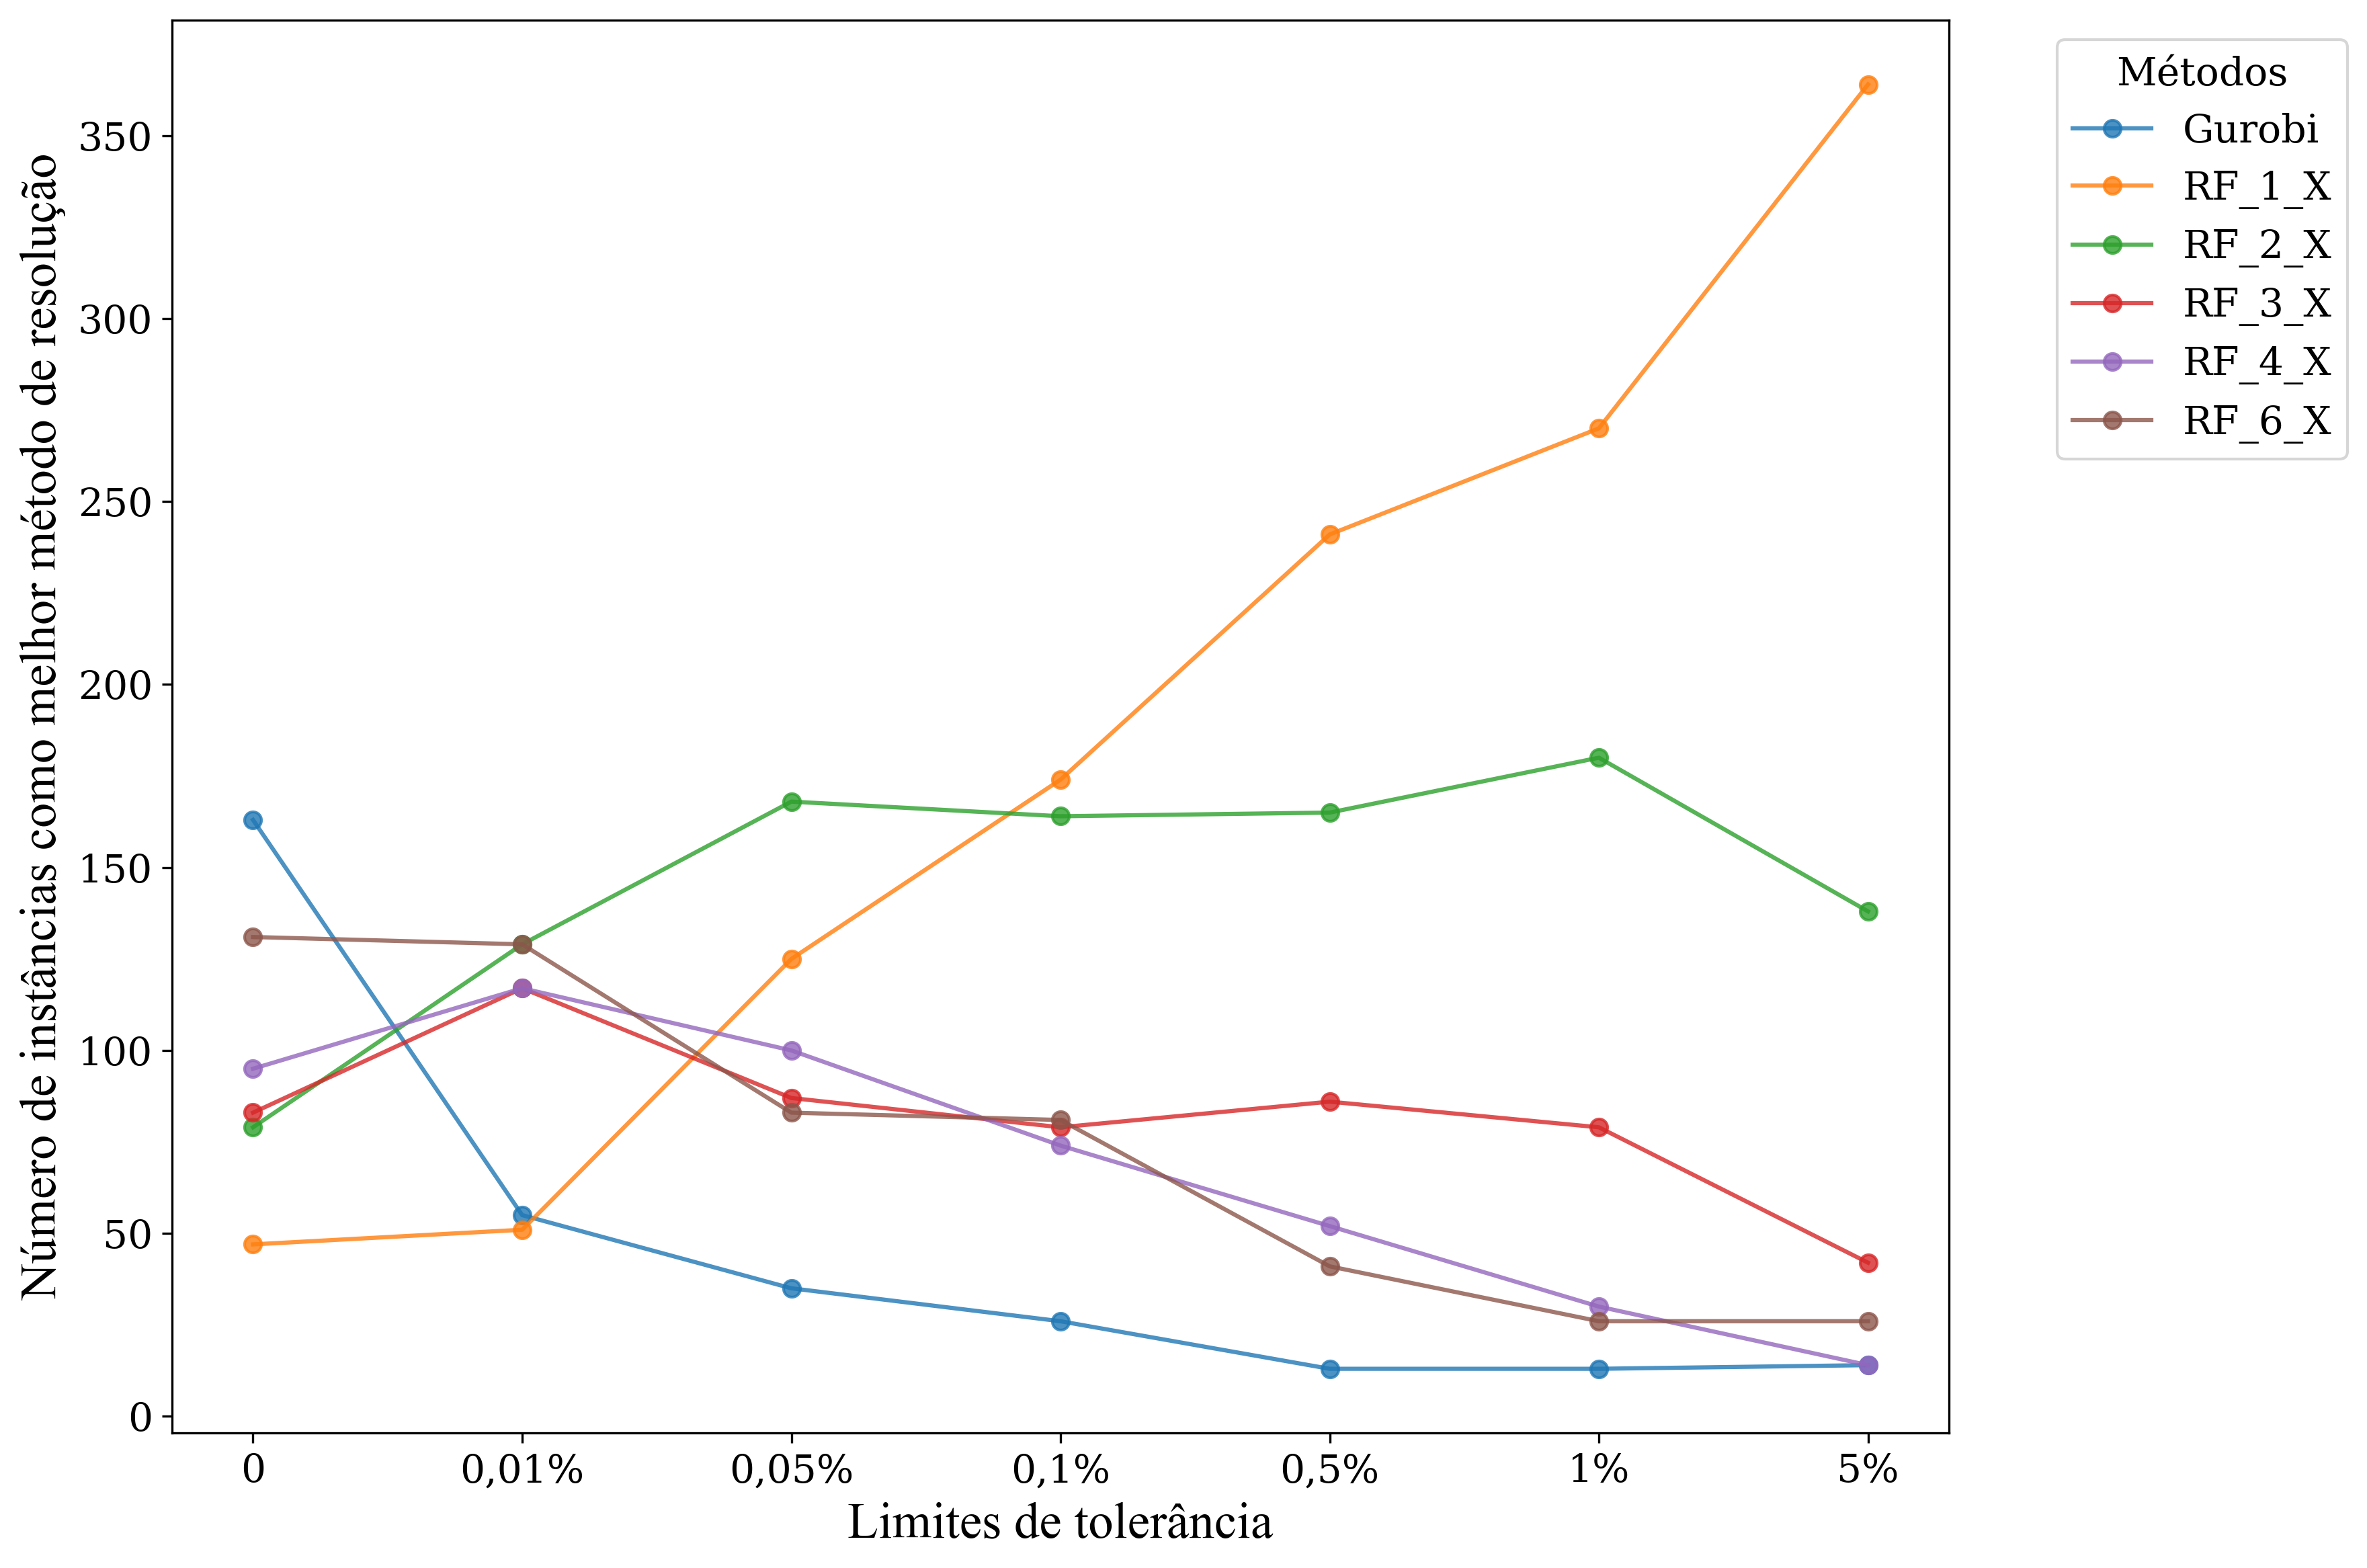 Número de instâncias como melhor método de resolução
350
300
250
200
150
100
50
0
0
0,01%
0,05%
0,1%
0,5%
1%
5%
Limites de tolerância
Métodos
Gurobi
RF_1_X
RF_2_X
RF_3_X
RF_4_X
RF_6_X